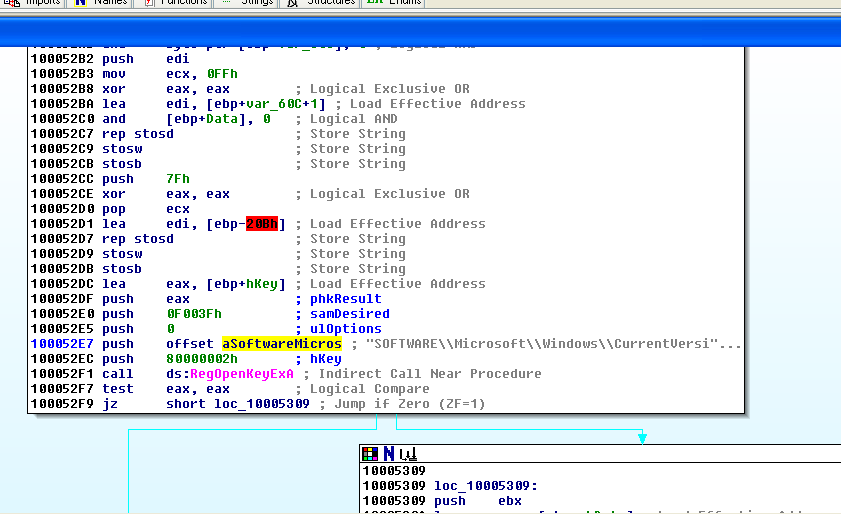 Imports N Names Functions Strings Structures Enums
100052B2 push edi
100052B3 mov ecx, 0FFh
100052B8 xor eax, eax ; Logical Exclusive OR
100052BA lea edi, [ebp+var_60C+1] ; Load Effective Address
100052C0 and [ebp+Data], 0 ; Logical AND
100052C7 rep stosd ; Store String
100052C9 stosw ; Store String
100052CB stosb ; Store String
100052CC push 7Fh
100052CE xor eax, eax ; Logical Exclusive OR
100052D0 pop ecx
100052D1 lea edi, [ebp-20Bh] ; Load Effective Address
100052D7 rep stosd ; Store String
100052D9 stosw ; Store String
100052DB stosb ; Store String
100052DC lea eax, [ebp+hKey] ; Load Effective Address
100052DF push eax ; phkResult
100052E0 push 0F003Fh ; samDesired
100052E5 push 0 ; ulOptions
100052E7 push offset aSoftwareMicros ; "SOFTWARE\\Microsoft\\Windows\\CurrentVersi"...
100052EC push 80000002h ; hKey
100052F1 call ds:RegOpenKeyExA ; Indirect Call Near Procedure
100052F7 test eax, eax ; Logical Compare
100052F9 jz short loc_10005309 ; Jump if Zero (ZF=1)
N
10005309
10005309 loc_10005309:
10005309 push ebx